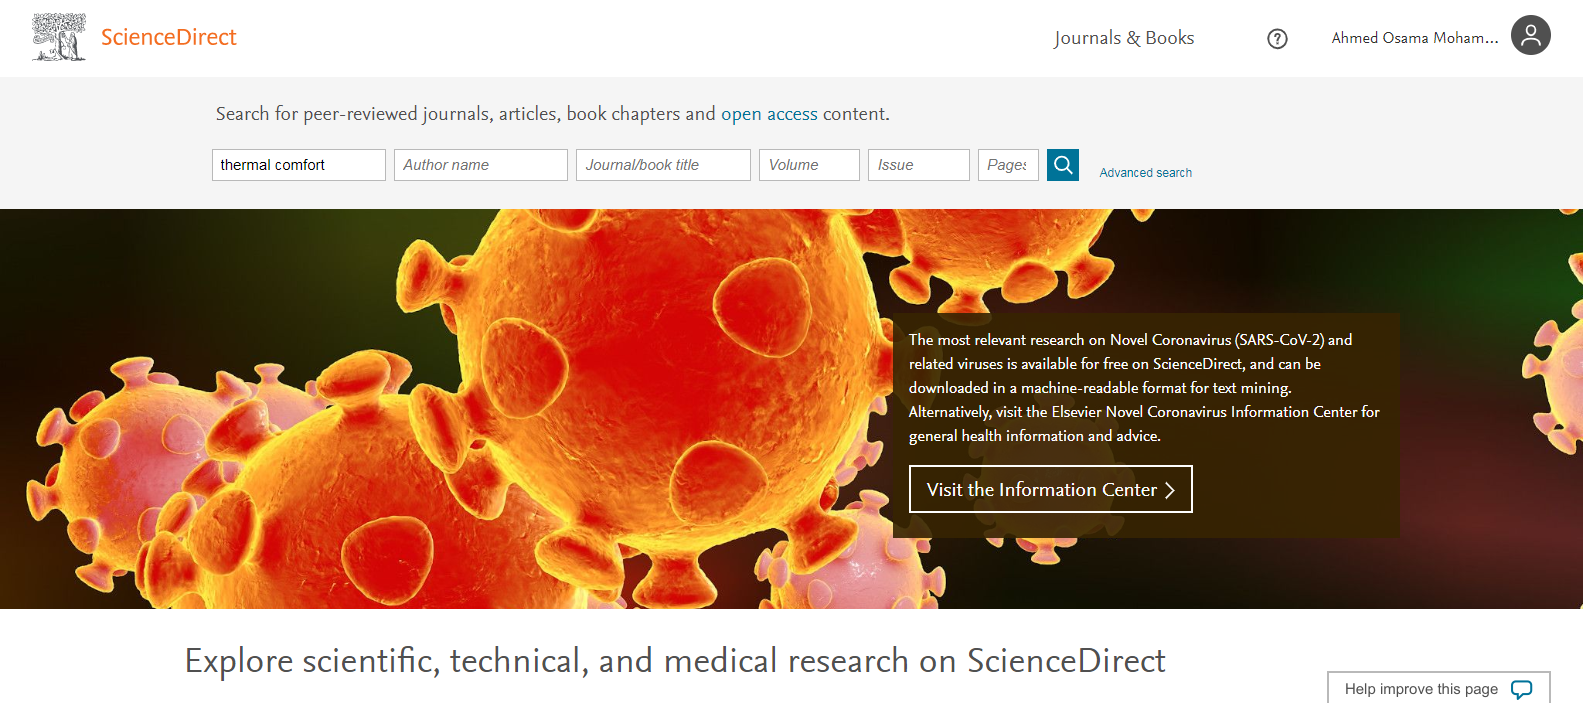 ScienceDirect
Journals & Books
?
Ahmed Osama Moham...
Search for peer-reviewed journals, articles, book chapters and open access content.
thermal comfort
Author name
Journal/book title
Volume
Issue
Pages
Advanced search
The most relevant research on Novel Coronavirus (SARS-CoV-2) and
related viruses is available for free on ScienceDirect, and can be
downloaded in a machine-readable format for text mining.
Alternatively, visit the Elsevier Novel Coronavirus Information Center for
general health information and advice.
Visit the Information Center
Explore scientific, technical, and medical research on ScienceDirect
Help improve this page